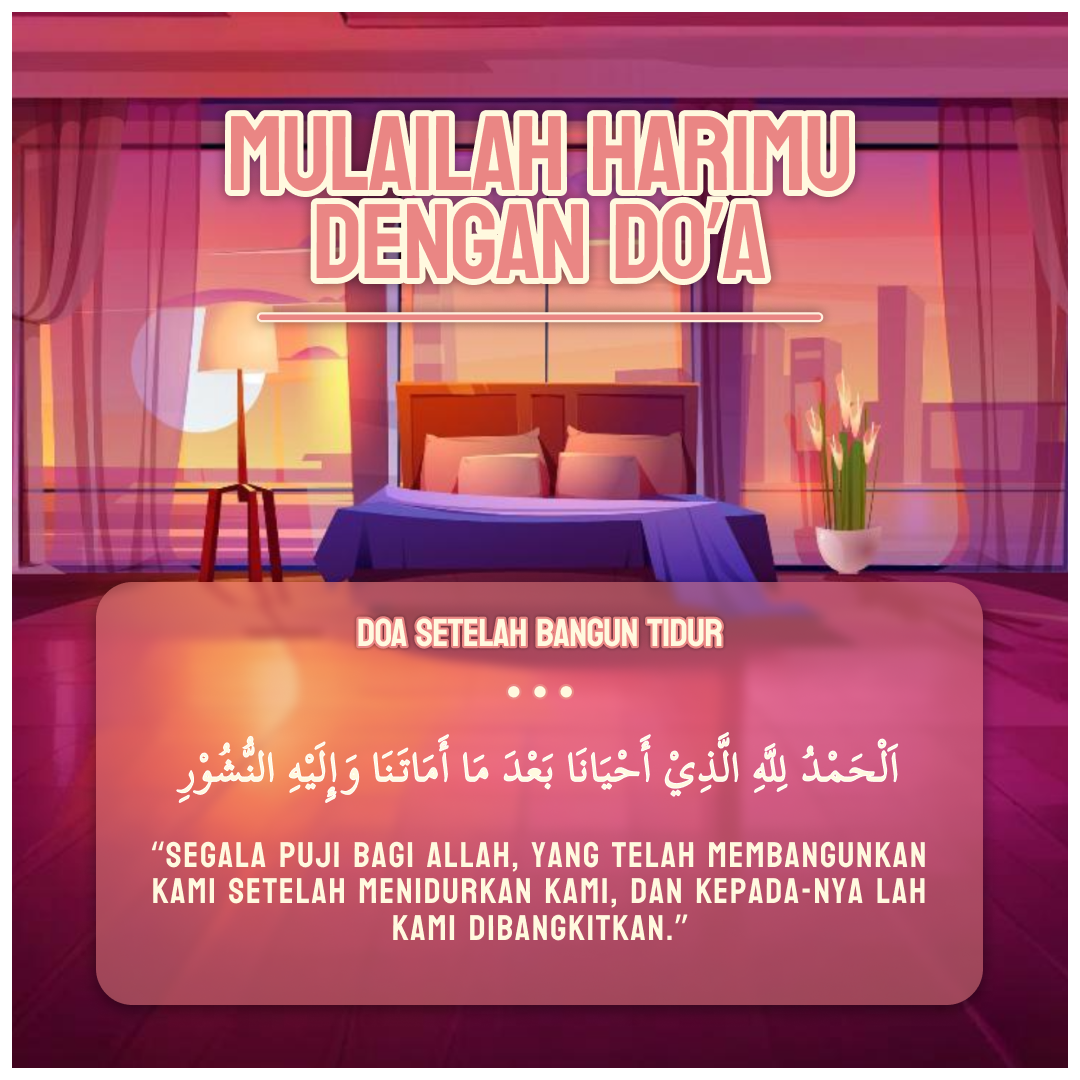 MULAILAH HARIMU
DENGAN DO'A
DOA SETELAH BANGUN TIDUR
اَلْحَمْدُ لِلَّهِ الَّذِيْ أَحْيَانَا بَعْدَ مَا أَمَاتَنَا وَإِلَيْهِ النُّشُوْرِ
“SEGALA PUJI BAGI ALLAH, YANG TELAH MEMBANGUNKAN
KAMI SETELAH MENIDURKAN KAMI, DAN KEPADA-NYA LAH
KAMI DIBANGKITKAN.”